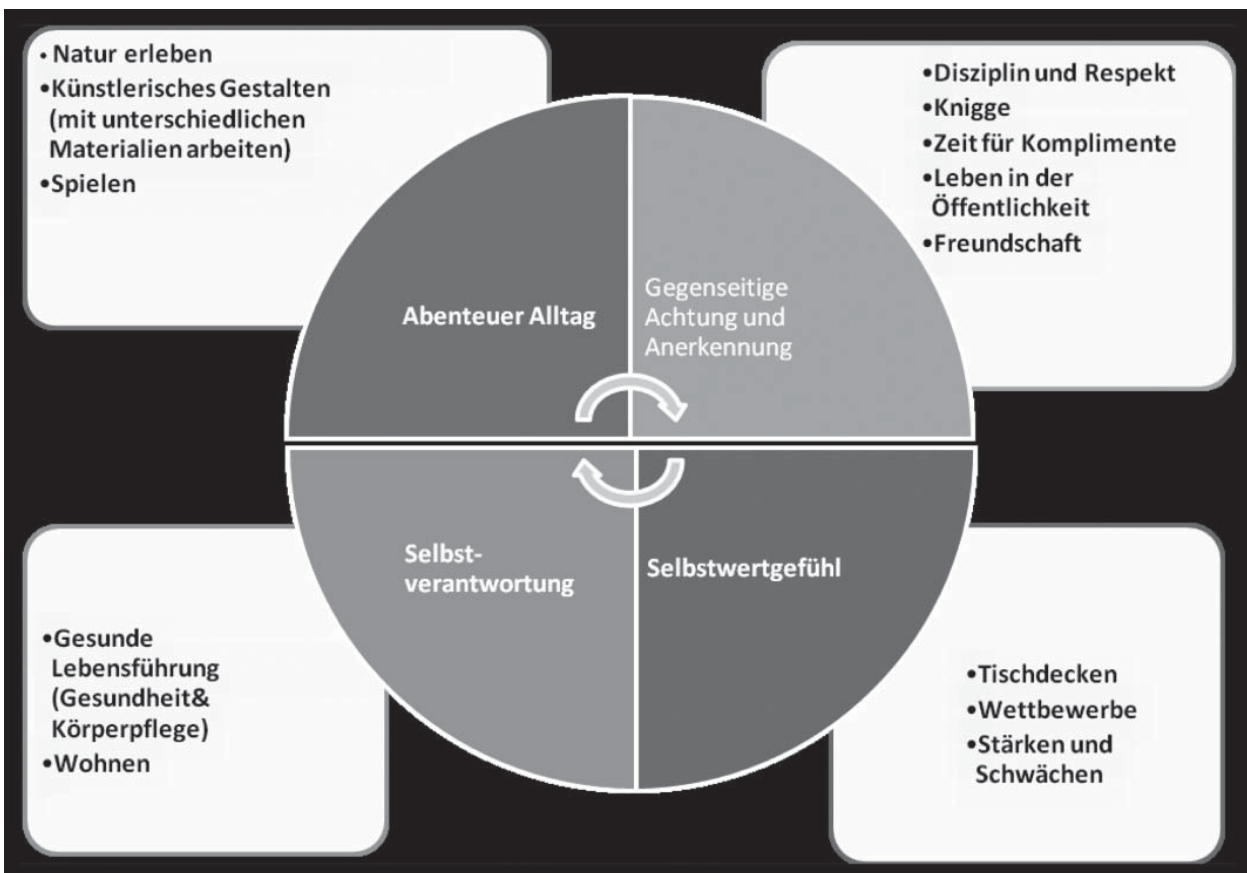 • Natur erleben
•Künstlerisches Gestalten
(mit unterschiedlichen
Materialien arbeiten)
•Spielen
•Disziplin und Respekt
•Knigge
•Zeit für Komplimente
•Leben in der
Öffentlichkeit
•Freundschaft
Abenteuer Alltag
Gegenseitige
Achtung und
Anerkennung
Selbst-
verantwortung
Selbstwertgefühl
•Gesunde
Lebensführung
(Gesundheit&
Körperpflege)
•Wohnen
•Tischdecken
•Wettbewerbe
•Stärken und
Schwächen